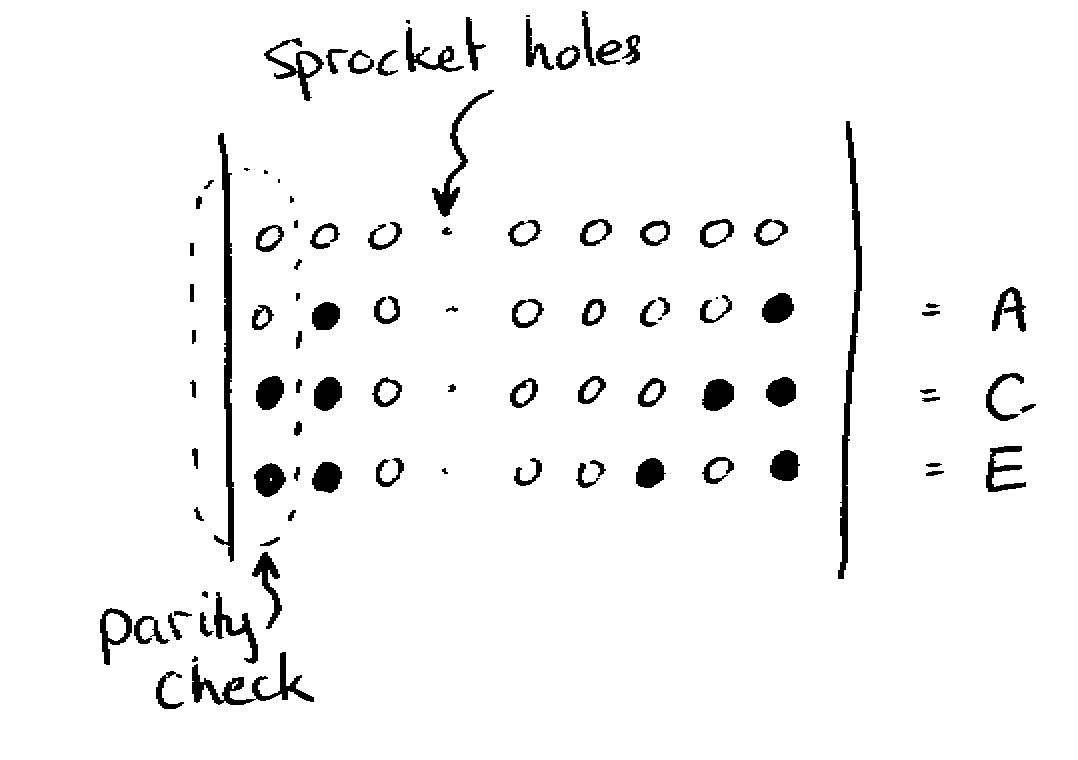 Sprocket holes
= A
= C
= E
parity
check